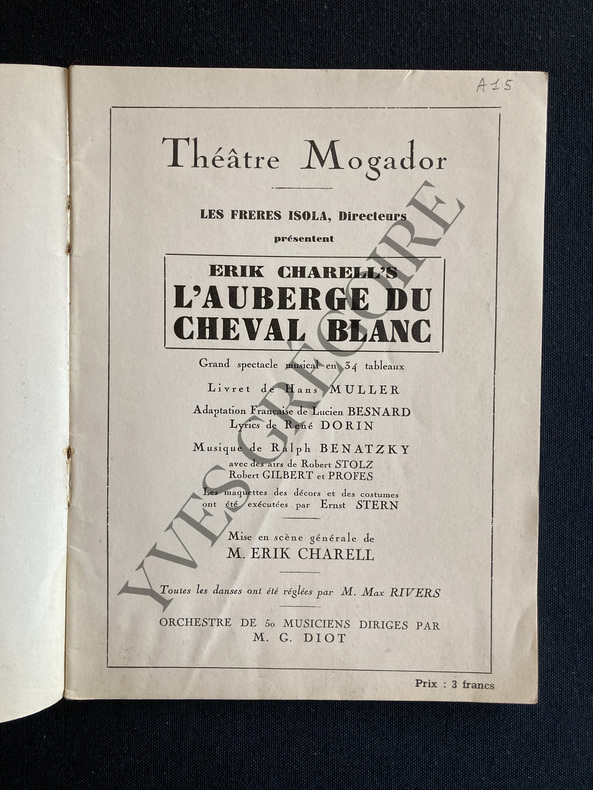 A15
Théâtre Mogador
LES FRERES ISOLA, Directeurs
présentent
ERIK CHARELL'S
L'AUBERGE DU
CHEVAL BLANC
Grand spectacle musical en 34 tableaux
Livret de Hans MULLER
Adaptation Française de Lucien BESNARD
Lyrics de René DORIN
Musique de Ralph BENATZKY
avec des airs de Robert STOLZ
Robert GILBERT et PROFES
Les maquettes des décors et des costumes
ont été exécutées par Ernst STERN
Mise en scène générale de
M. ERIK CHARELL
Toutes les danses ont été réglées par M. Max RIVERS
ORCHESTRE DE 50 MUSICIENS DIRIGES PAR
M. G. DIOT
Prix : 3 francs
YVES GRÉGOIRE